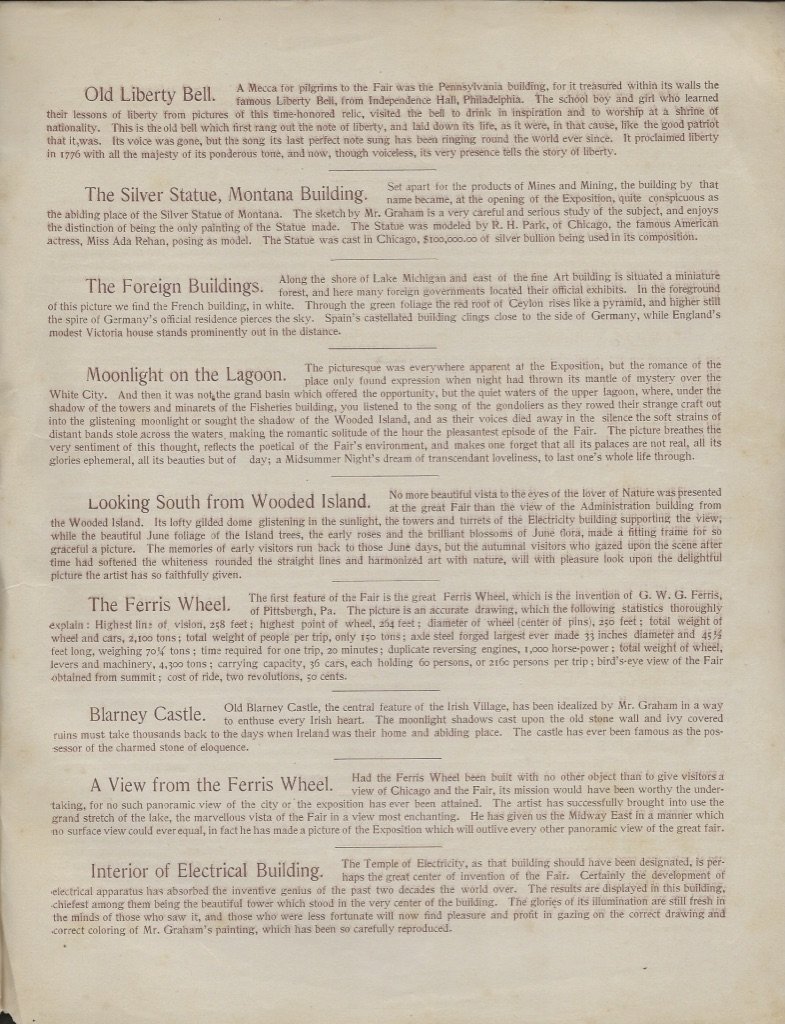 Old Liberty Bell. A Mecca for pilgrims to the Fair was the Pennsylvania building, for it treasured within its walls the
famous Liberty Bell, from Independence Hall, Philadelphia. The school boy and girl who learned
their lessons of liberty from pictures of this time-honored relic, visited the bell to drink in inspiration and to worship at a shrine of
nationality. This is the old bell which first rang out the note of liberty, and laid down its life, as it were, in that cause, like the good patriot
that it was. Its voice was gone, but the song its last perfect note sung has been ringing round the world ever since. It proclaimed liberty
in 1776 with all the majesty of its ponderous tone, and now, though voiceless, its very presence tells the story of liberty.
The Silver Statue, Montana Building. Set apart for the products of Mines and Mining, the building by that
name became, at the opening of the Exposition, quite conspicuous as
the abiding place of the Silver Statue of Montana. The sketch by Mr. Graham is a very careful and serious study of the subject, and enjoys
the distinction of being the only painting of the Statue made. The Statue was modeled by R. H. Park, of Chicago, the famous American
actress, Miss Ada Rehan, posing as model. The Statue was cast in Chicago, $100,000.00 of silver bullion being used in its composition.
The Foreign Buildings. Along the shore of Lake Michigan and east of the fine Art building is situated a miniature
forest, and here many foreign governments located their official exhibits. In the foreground
of this picture we find the French building, in white. Through the green foliage the red roof of Ceylon rises like a pyramid, and higher still
the spire of Germany's official residence pierces the sky. Spain's castellated building clings close to the side of Germany, while England's
modest Victoria house stands prominently out in the distance.
Moonlight on the Lagoon. The picturesque was everywhere apparent at the Exposition, but the romance of the
place only found expression when night had thrown its mantle of mystery over the
White City. And then it was not the grand basin which offered the opportunity, but the quiet waters of the upper lagoon, where, under the
shadow of the towers and minarets of the Fisheries building, you listened to the song of the gondoliers as they rowed their strange craft out
into the glistening moonlight or sought the shadow of the Wooded Island, and as their voices died away in the silence the soft strains of
distant bands stole across the waters making the romantic solitude of the hour the pleasantest episode of the Fair. The picture breathes the
very sentiment of this thought, reflects the poetical of the Fair's environment, and makes one forget that all its palaces are not real, all its
glories ephemeral, all its beauties but of day; a Midsummer Night's dream of transcendant loveliness, to last one's whole life through.
Looking South from Wooded Island. No more beautiful vista to the eyes of the lover of Nature was presented
at the great Fair than the view of the Administration building from
the Wooded Island. Its lofty gilded dome glistening in the sunlight, the towers and turrets of the Electricity building supporting the view,
while the beautiful June foliage of the Island trees, the early roses and the brilliant blossoms of June flora, made a fitting frame for so
graceful a picture. The memories of early visitors run back to those June days, but the autumnal visitors who gazed upon the scene after
time had softened the whiteness rounded the straight lines and harmonized art with nature, will with pleasure look upon the delightful
picture the artist has so faithfully given.
The Ferris Wheel. The first feature of the Fair is the great Ferris Wheel, which is the invention of G. W. G. Ferris,
of Pittsburgh, Pa. The picture is an accurate drawing, which the following statistics thoroughly
explain: Highest line of vision, 258 feet; highest point of wheel, 264 feet; diameter of wheel (center of pins), 250 feet; total weight of
wheel and cars, 2,100 tons; total weight of people per trip, only 150 tons; axle steel forged largest ever made 33 inches diameter and 45½
feet long, weighing 70¼ tons; time required for one trip, 20 minutes; duplicate reversing engines, 1,000 horse-power; total weight of wheel,
levers and machinery, 4,300 tons; carrying capacity, 36 cars, each holding 60 persons, or 2160 persons per trip; bird's-eye view of the Fair
obtained from summit; cost of ride, two revolutions, 50 cents.
Blarney Castle. Old Blarney Castle, the central feature of the Irish Village, has been idealized by Mr. Graham in a way
to enthuse every Irish heart. The moonlight shadows cast upon the old stone wall and ivy covered
ruins must take thousands back to the days when Ireland was their home and abiding place. The castle has ever been famous as the pos-
sessor of the charmed stone of eloquence.
A View from the Ferris Wheel. Had the Ferris Wheel been built with no other object than to give visitors a
view of Chicago and the Fair, its mission would have been worthy the under-
taking, for no such panoramic view of the city or the exposition has ever been attained. The artist has successfully brought into use the
grand stretch of the lake, the marvellous vista of the Fair in a view most enchanting. He has given us the Midway East in a manner which
no surface view could ever equal, in fact he has made a picture of the Exposition which will outlive every other panoramic view of the great fair.
Interior of Electrical Building. The Temple of Electricity, as that building should have been designated, is per-
haps the great center of invention of the Fair. Certainly the development of
electrical apparatus has absorbed the inventive genius of the past two decades the world over. The results are displayed in this building,
chiefest among them being the beautiful tower which stood in the very center of the building. The glories of its illumination are still fresh in
the minds of those who saw it, and those who were less fortunate will now find pleasure and profit in gazing on the correct drawing and
correct coloring of Mr. Graham's painting, which has been so carefully reproduced.